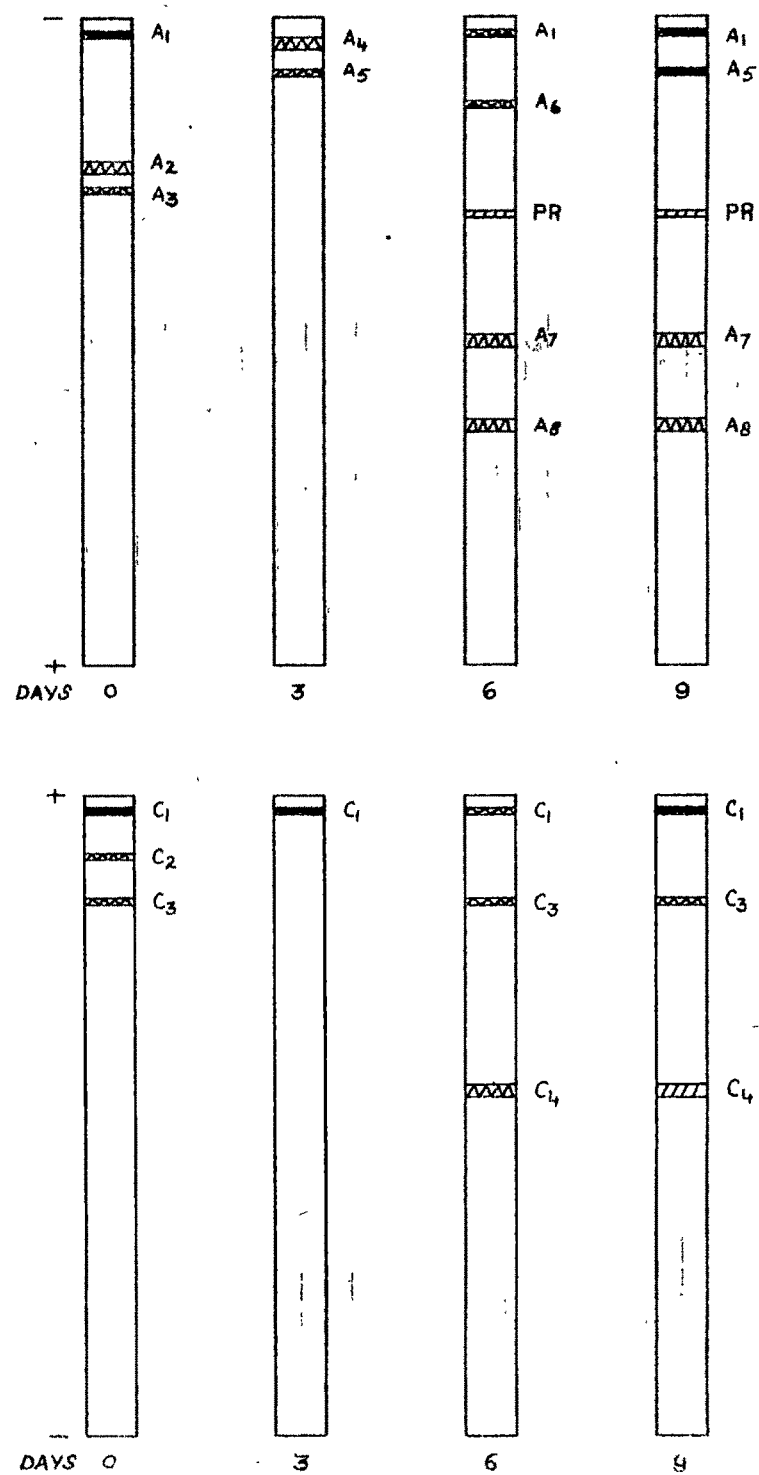 − A₁ A₄ A₁ A₁
A₅ A₅
A₆
A₂
A₃
PR PR
A₇ A₇
A₈ A₈
+
DAYS 0 3 6 9
+ C₁ C₁ C₁ C₁
C₂
C₃ C₃ C₃
C₄ C₄
−
DAYS 0 3 6 9